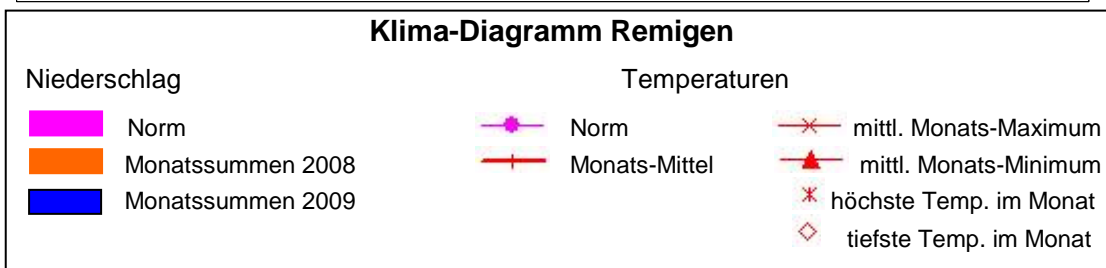 Klima-Diagramm Remigen
Niederschlag Temperaturen
Norm Norm mittl. Monats-Maximum
Monatssummen 2008 Monats-Mittel mittl. Monats-Minimum
Monatssummen 2009 höchste Temp. im Monat
tiefste Temp. im Monat